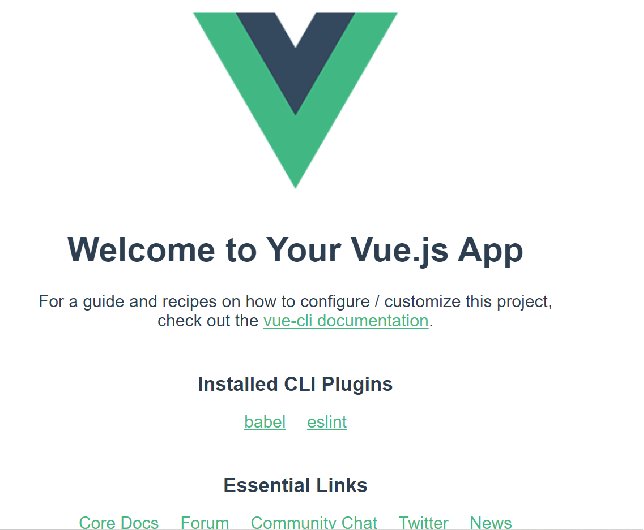 Welcome to Your Vue.js App
For a guide and recipes on how to configure / customize this project,
check out the vue-cli documentation.
Installed CLI Plugins
babel eslint
Essential Links
Core Docs Forum Community Chat Twitter News